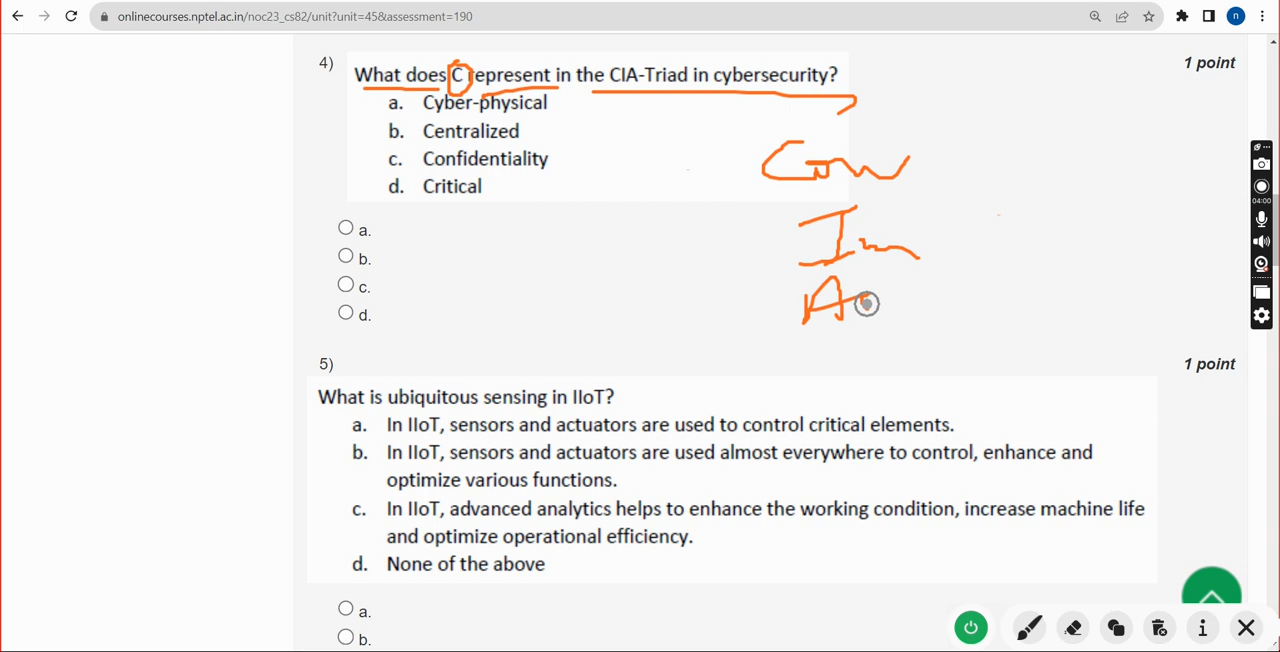 onlinecourses.nptel.ac.in/noc23_cs82/unit?unit=45&assessment=190
n
4)
1 point
What does C represent in the CIA-Triad in cybersecurity?
a. Cyber-physical
b. Centralized
c. Confidentiality
d. Critical
a.
b.
c.
d.
04:00
5)
1 point
What is ubiquitous sensing in IIoT?
a. In IIoT, sensors and actuators are used to control critical elements.
b. In IIoT, sensors and actuators are used almost everywhere to control, enhance and
optimize various functions.
c. In IIoT, advanced analytics helps to enhance the working condition, increase machine life
and optimize operational efficiency.
d. None of the above
a.
b.